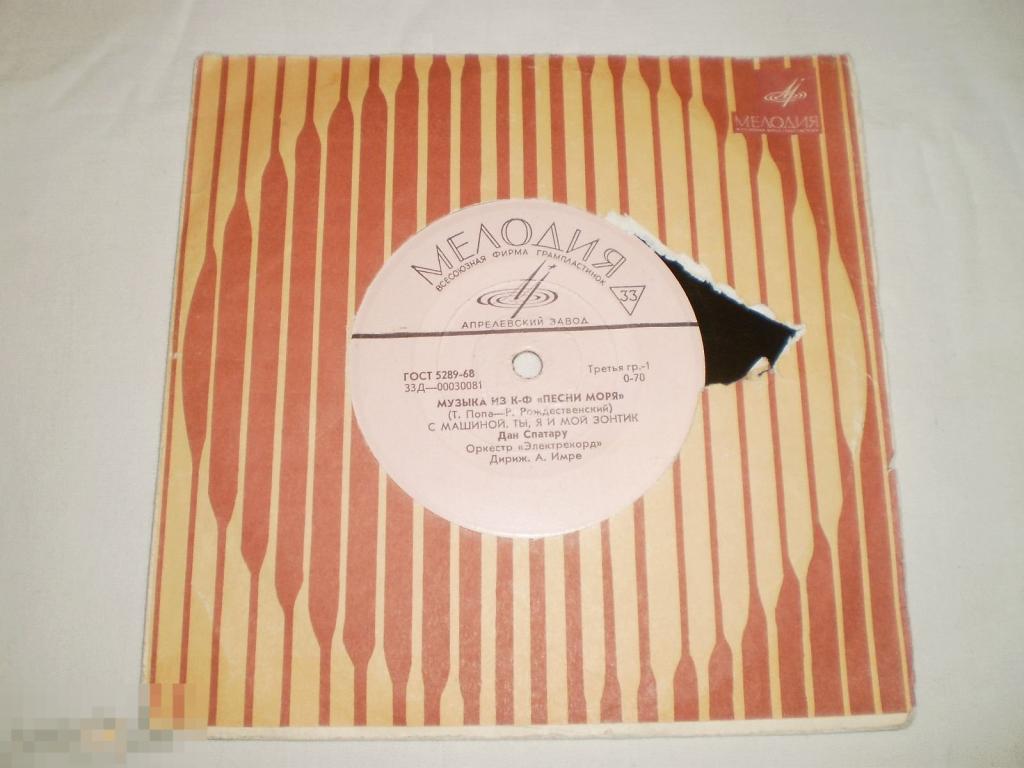 МЕЛОДИЯ
МЕЛОДИЯ
ВСЕСОЮЗНАЯ ФИРМА ГРАМПЛАСТИНОК
33
АПРЕЛЕВСКИЙ ЗАВОД
ГОСТ 5289-68
Третья гр.-1
33Д—00030081
0-70
МУЗЫКА ИЗ К-Ф «ПЕСНИ МОРЯ»
(Т. Попа—Р. Рождественский)
С МАШИНОЙ, ТЫ, Я И МОЙ ЗОНТИК
Дан Спатару
Оркестр «Электрекорд»
Дириж. А. Имре